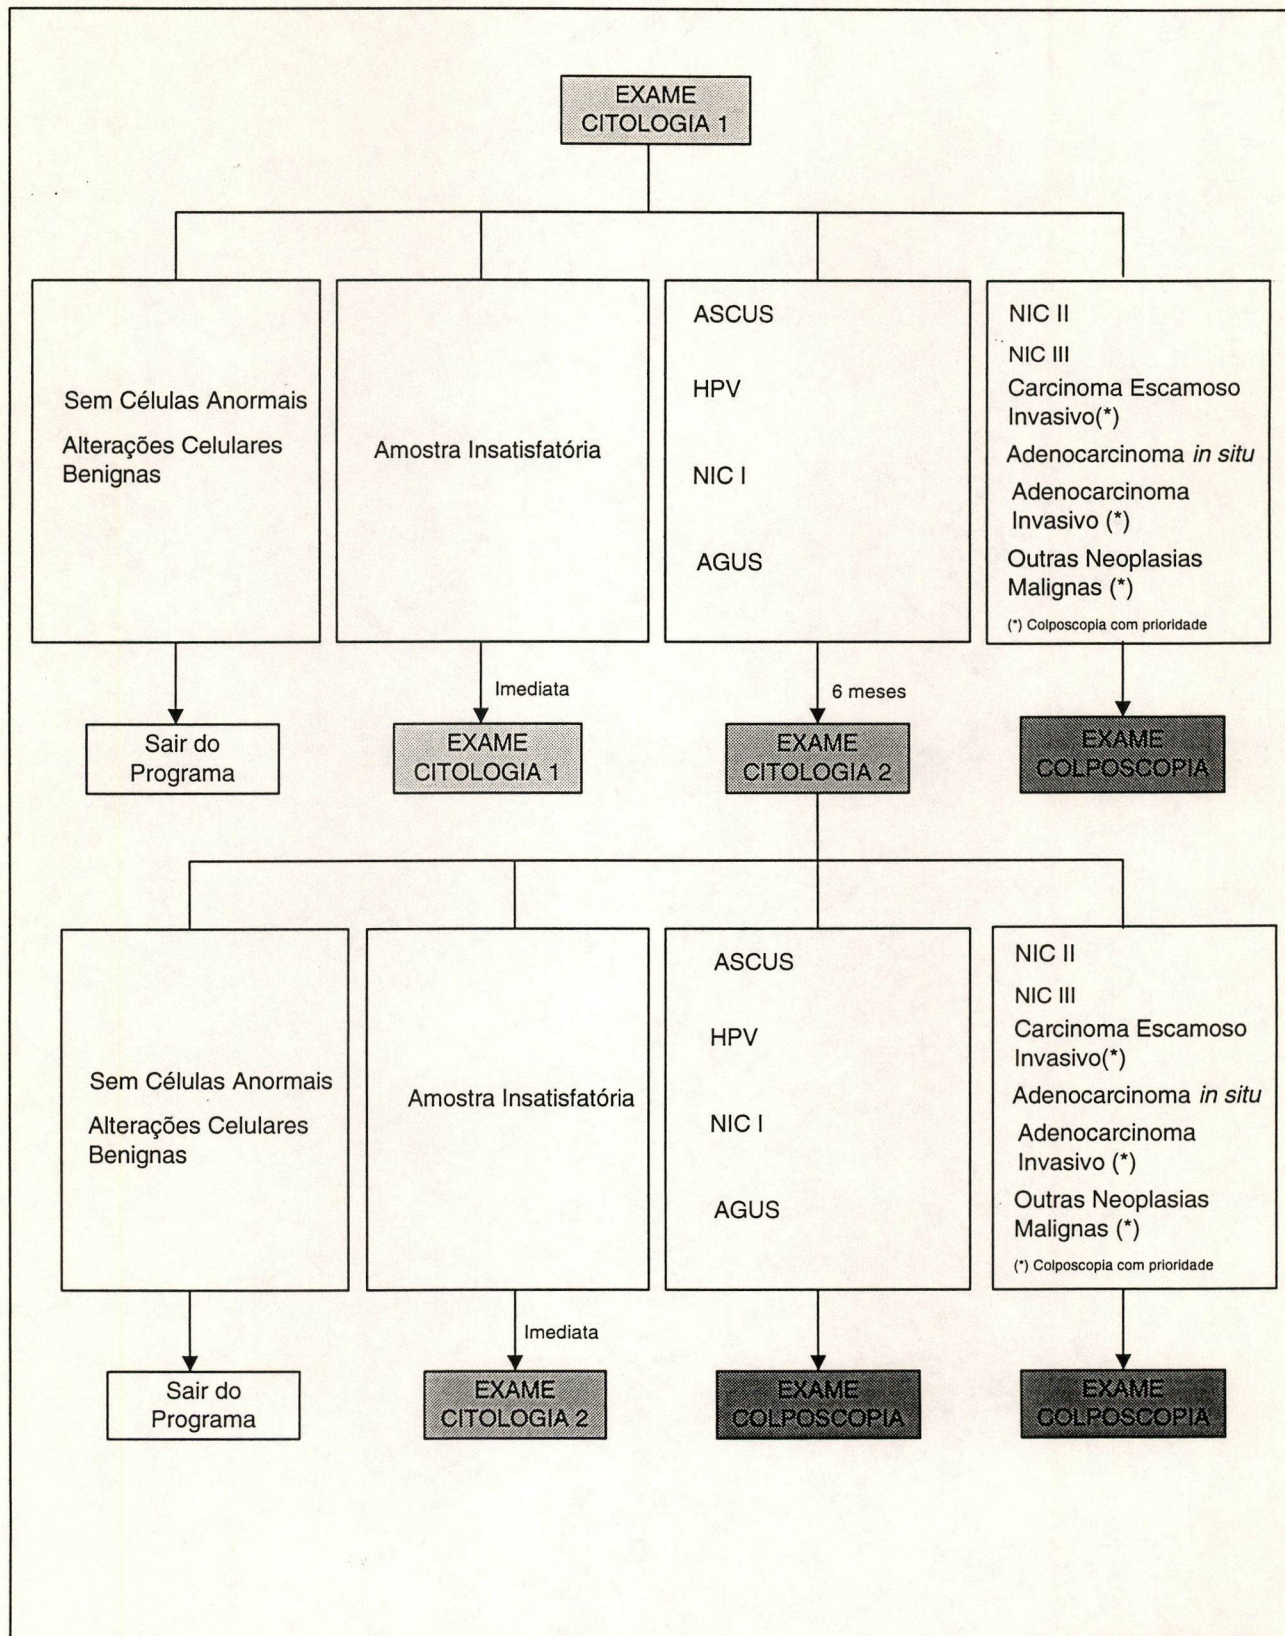 EXAME
CITOLOGIA 1
Sem Células Anormais
Alterações Celulares
Benignas
Amostra Insatisfatória
ASCUS
HPV
NIC I
AGUS
NIC II
NIC III
Carcinoma Escamoso
Invasivo(*)
Adenocarcinoma in situ
Adenocarcinoma
Invasivo (*)
Outras Neoplasias
Malignas (*)
(*) Colposcopia com prioridade
Imediata
6 meses
Sair do
Programa
EXAME
CITOLOGIA 1
EXAME
CITOLOGIA 2
EXAME
COLPOSCOPIA
Sem Células Anormais
Alterações Celulares
Benignas
Amostra Insatisfatória
ASCUS
HPV
NIC I
AGUS
NIC II
NIC III
Carcinoma Escamoso
Invasivo(*)
Adenocarcinoma in situ
Adenocarcinoma
Invasivo (*)
Outras Neoplasias
Malignas (*)
(*) Colposcopia com prioridade
Imediata
Sair do
Programa
EXAME
CITOLOGIA 2
EXAME
COLPOSCOPIA
EXAME
COLPOSCOPIA